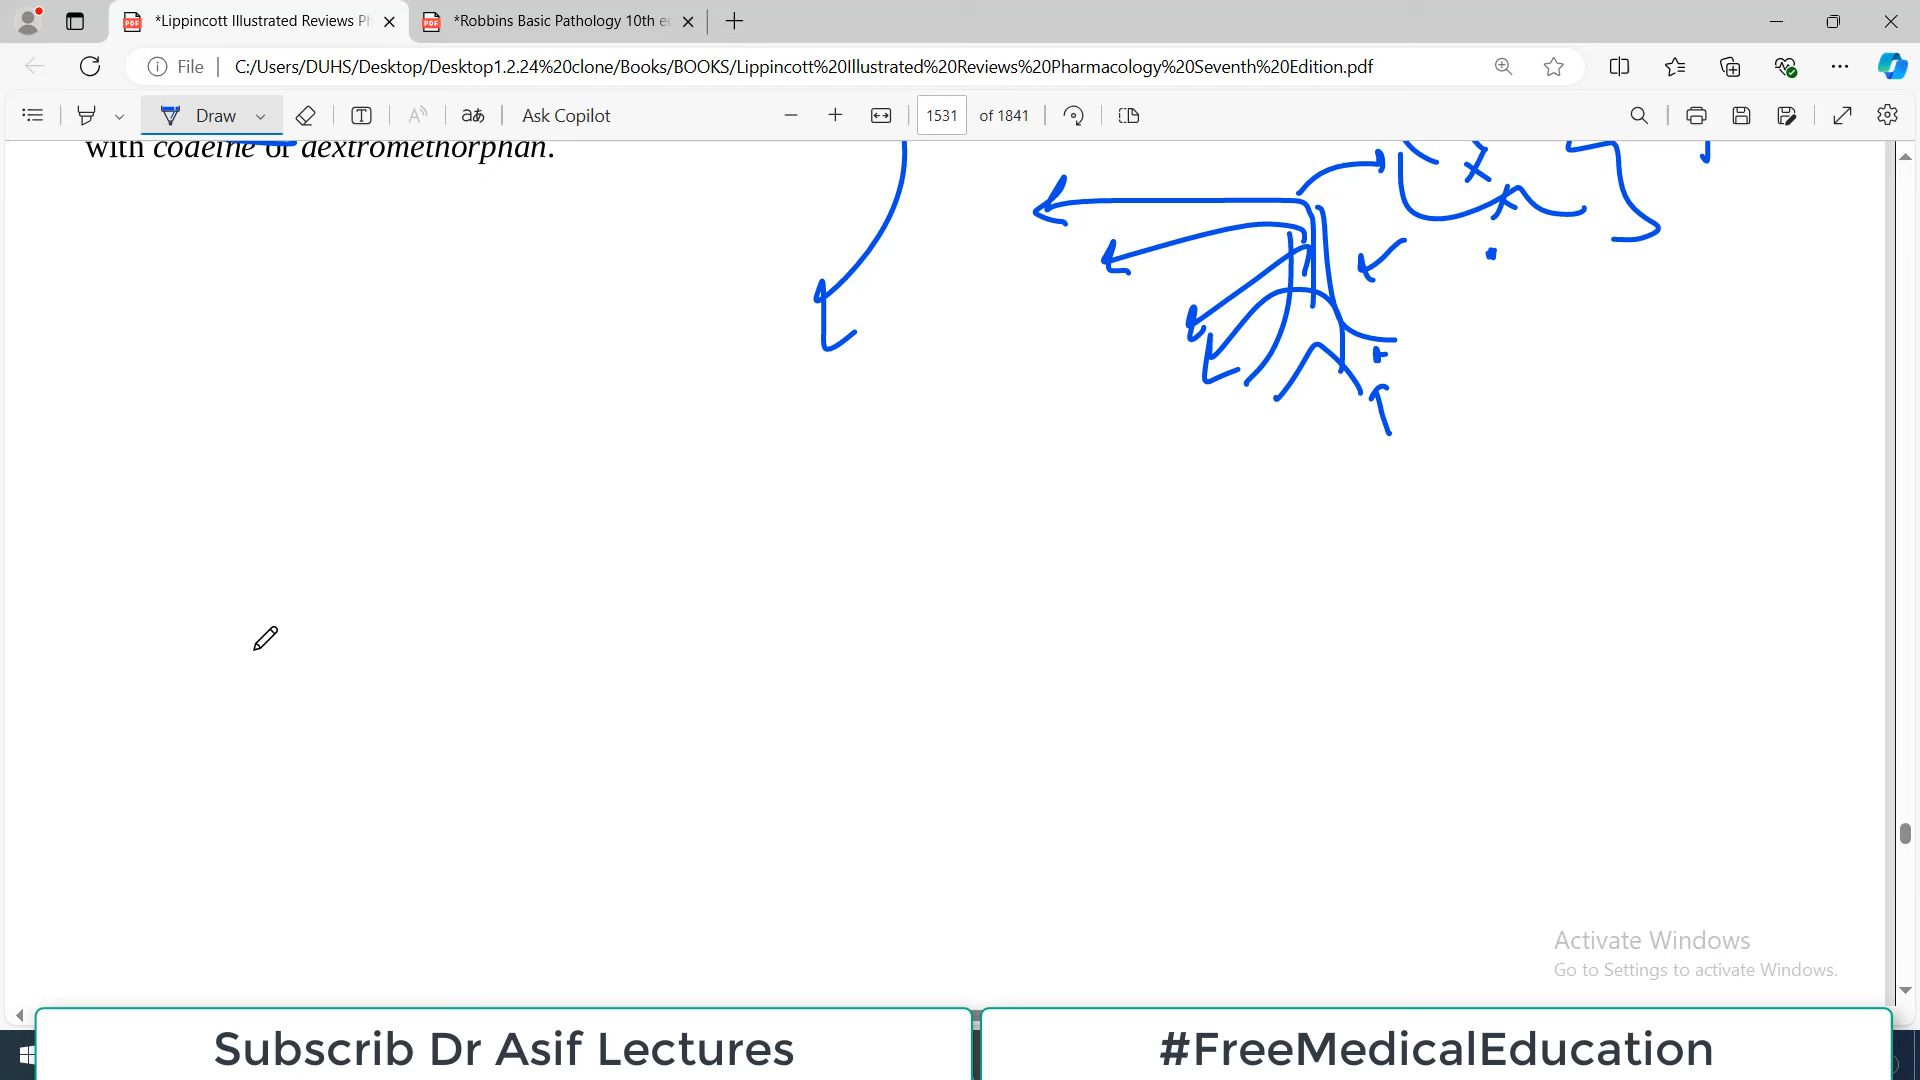 *Lippincott Illustrated Reviews Ph
*Robbins Basic Pathology 10th e
File
C:/Users/DUHS/Desktop/Desktop1.2.24%20clone/Books/BOOKS/Lippincott%20Illustrated%20Reviews%20Pharmacology%20Seventh%20Edition.pdf
Draw
T
A
aあ
Ask Copilot
1531 of 1841
with codeine or dextromethorphan.
Activate Windows
Go to Settings to activate Windows.
Subscrib Dr Asif Lectures
#FreeMedicalEducation